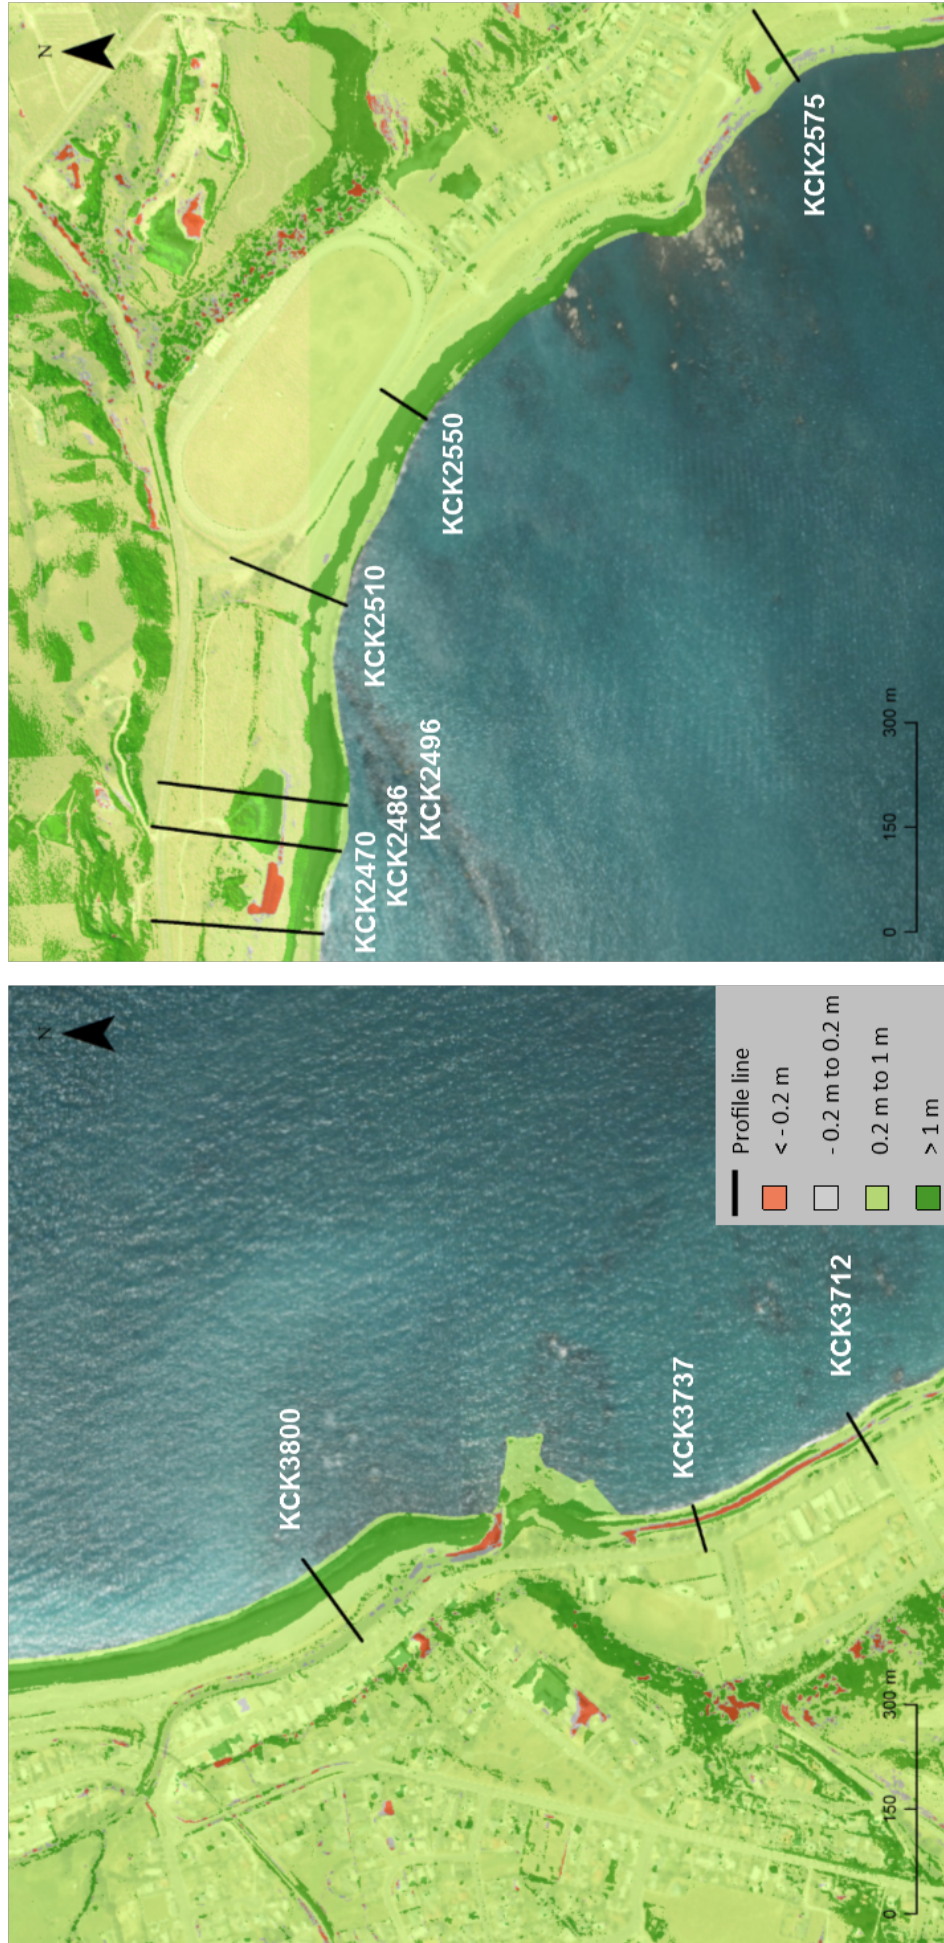 N
KCK3800
KCK3737
KCK3712
0 150 300 m
Profile line
< - 0.2 m
- 0.2 m to 0.2 m
0.2 m to 1 m
> 1 m
N
KCK2470
KCK2486
KCK2496
KCK2510
KCK2550
KCK2575
0 150 300 m